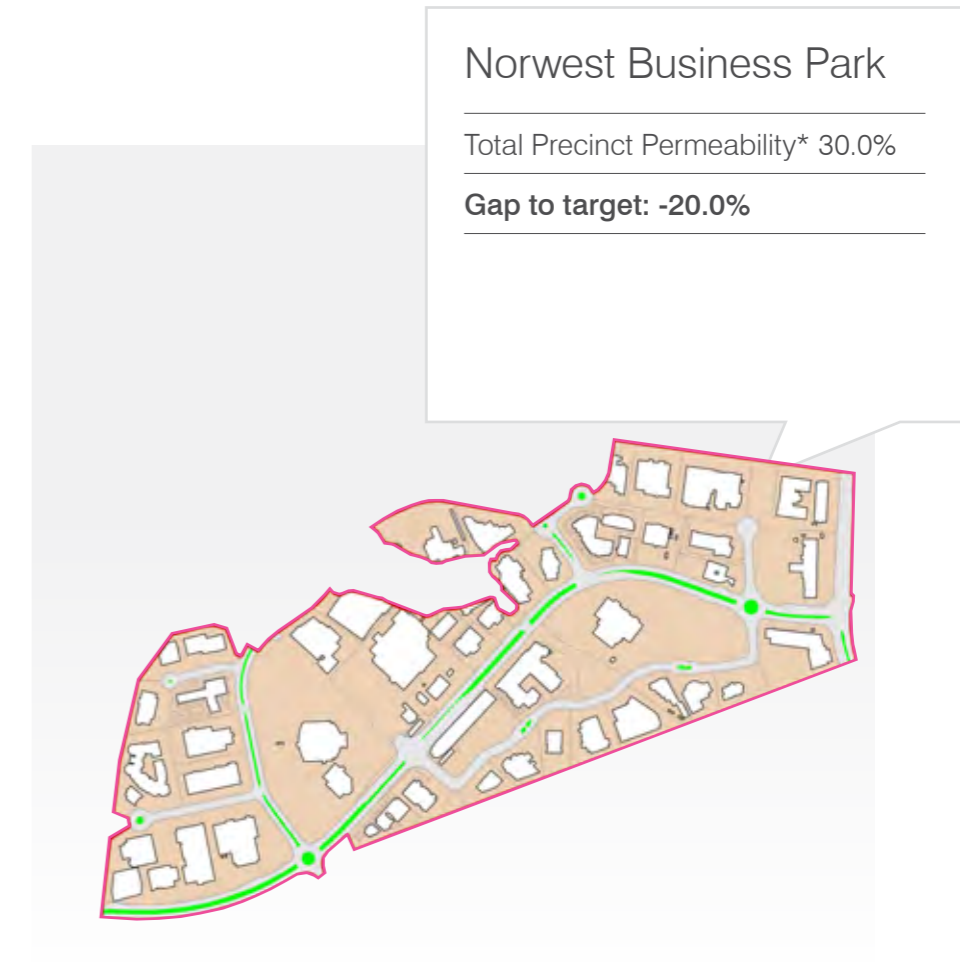 Norwest Business Park
Total Precinct Permeability* 30.0%
Gap to target: -20.0%